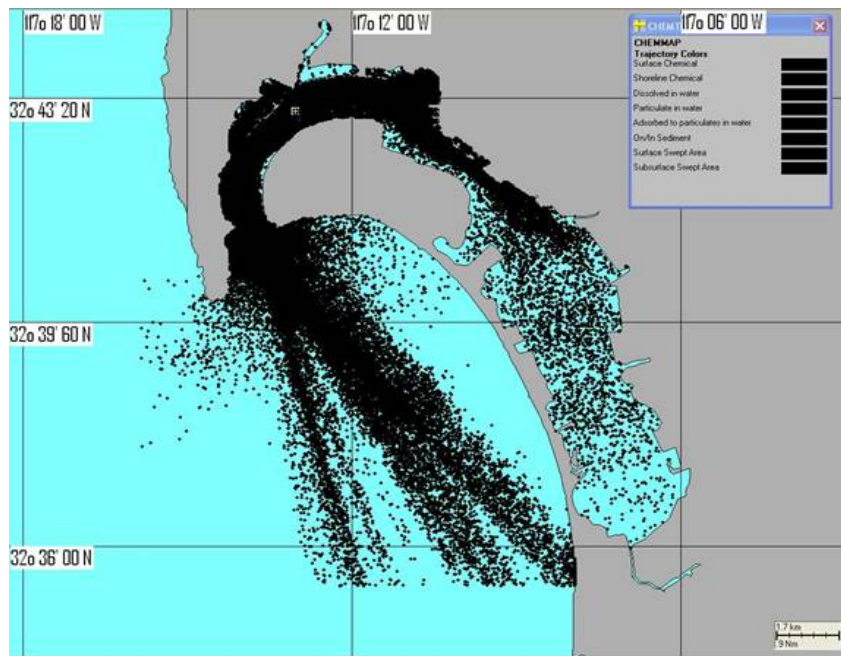 117o 18' 00 W
117o 12' 00 W
117o 06' 00 W
CHEMMAP
Trajectory Colors
Surface Chemical
Shoreline Chemical
Dissolved in water
Particulate in water
Adsorbed to particulates in water
On/In Sediment
Surface Swept Area
Subsurface Swept Area
32o 43' 20 N
32o 39' 60 N
32o 36' 00 N
1.7 km
.9 Nm